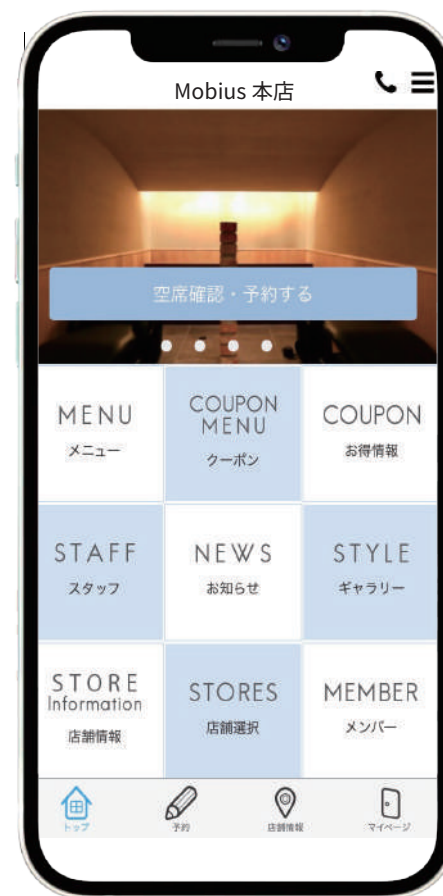 Mobius 本店
空席確認・予約する
MENU
メニュー
COUPON
MENU
クーポン
COUPON
お得情報
STAFF
スタッフ
NEWS
お知らせ
STYLE
ギャラリー
STORE
Information
店舗情報
STORES
店舗選択
MEMBER
メンバー
トップ
予約
店舗情報
マイページ